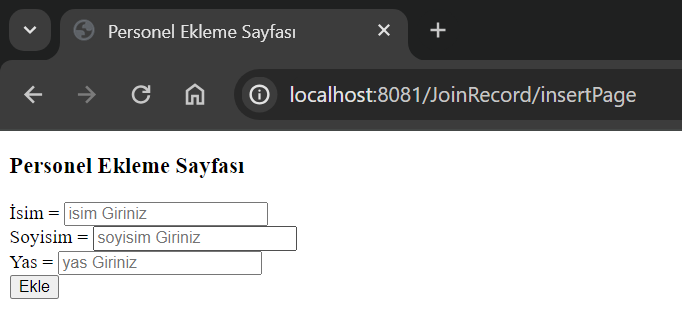 Personel Ekleme Sayfası
localhost:8081/JoinRecord/insertPage
Personel Ekleme Sayfası
İsim = isim Giriniz
Soyisim = soyisim Giriniz
Yas = yas Giriniz
Ekle